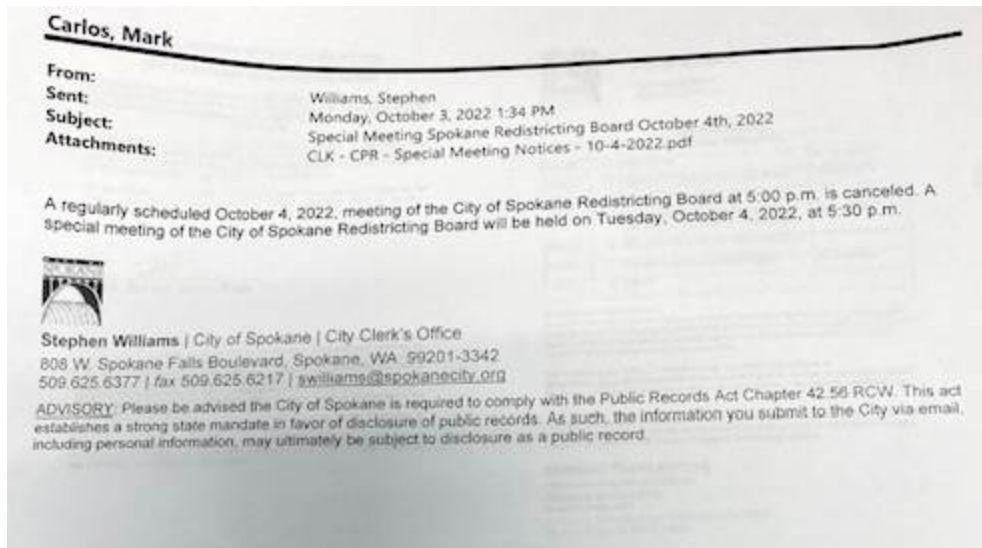 Carlos, Mark
From:
Sent:
Subject:
Attachments:
Williams, Stephen
Monday, October 3, 2022 1:34 PM
Special Meeting Spokane Redistricting Board October 4th, 2022
CLK - CPR - Special Meeting Notices - 10-4-2022.pdf
A regularly scheduled October 4, 2022, meeting of the City of Spokane Redistricting Board at 5:00 p.m. is canceled. A
special meeting of the City of Spokane Redistricting Board will be held on Tuesday, October 4, 2022, at 5:30 p.m.
SPOKANE
Stephen Williams | City of Spokane | City Clerk's Office
808 W. Spokane Falls Boulevard, Spokane, WA 99201-3342
509.625.6377 | fax 509.625.6217 | swilliams@spokanecity.org
ADVISORY: Please be advised the City of Spokane is required to comply with the Public Records Act Chapter 42.56 RCW. This act
establishes a strong state mandate in favor of disclosure of public records. As such, the information you submit to the City via email,
including personal information, may ultimately be subject to disclosure as a public record.